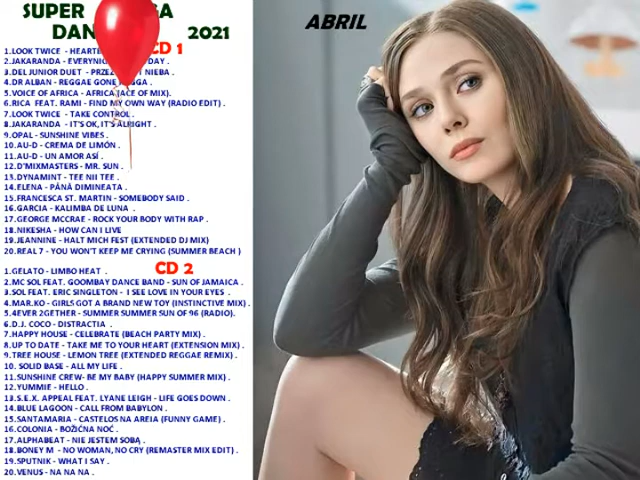 SUPER GA
DAN 2021
ABRIL
CD 1
1.LOOK TWICE - HEARTE
2.JAKARANDA - EVERYNIG DAY .
3.DEL JUNIOR DUET - PRZEZ NIEBA .
4.DR ALBAN - REGGAE GONE GGA .
5.VOICE OF AFRICA - AFRICA (ACE OF MIX).
6.RICA FEAT. RAMI - FIND MY OWN WAY (RADIO EDIT) .
7.LOOK TWICE - TAKE CONTROL .
8.JAKARANDA - IT'S OK, IT'S ALRIGHT .
9.OPAL - SUNSHINE VIBES .
10.AU-D - CREMA DE LIMÓN .
11.AU-D - UN AMOR ASÍ .
12.D'MIXMASTERS - MR. SUN .
13.DYNAMINT - TEE NII TEE .
14.ELENA - PÂNÂ DIMINEATA .
15.FRANCESCA ST. MARTIN - SOMEBODY SAID .
16.GARCIA - KALIMBA DE LUNA .
17.GEORGE MCCRAE - ROCK YOUR BODY WITH RAP .
18.NIKESHA - HOW CAN I LIVE
19.JEANNINE - HALT MICH FEST (EXTENDED DJ MIX)
20.REAL 7 - YOU WON'T KEEP ME CRYING (SUMMER BEACH )
CD 2
1.GELATO - LIMBO HEAT .
2.MC SOL FEAT. GOOMBAY DANCE BAND - SUN OF JAMAICA .
3.SOL FEAT. ERIC SINGLETON - I SEE LOVE IN YOUR EYES .
4.MAR.KO - GIRLS GOT A BRAND NEW TOY (INSTINCTIVE MIX) .
5.4EVER 2GETHER - SUMMER SUMMER SUN OF 96 (RADIO).
6.D.J. COCO - DISTRACTIA .
7.HAPPY HOUSE - CELEBRATE (BEACH PARTY MIX) .
8.UP TO DATE - TAKE ME TO YOUR HEART (EXTENSION MIX) .
9.TREE HOUSE - LEMON TREE (EXTENDED REGGAE REMIX) .
10. SOLID BASE - ALL MY LIFE .
11.SUNSHINE CREW- BE MY BABY (HAPPY SUMMER MIX) .
12.YUMMIE - HELLO .
13.S.E.X. APPEAL FEAT. LYANE LEIGH - LIFE GOES DOWN .
14.BLUE LAGOON - CALL FROM BABYLON .
15.SANTAMARIA - CASTELOS NA AREIA (FUNNY GAME) .
16.COLONIA - BOŽIĆNA NOĆ .
17.ALPHABEAT - NIE JESTEM SOBĄ .
18.BONEY M - NO WOMAN, NO CRY (REMASTER MIX EDIT) .
19.SPUTNIK - WHAT I SAY .
20.VENUS - NA NA NA .